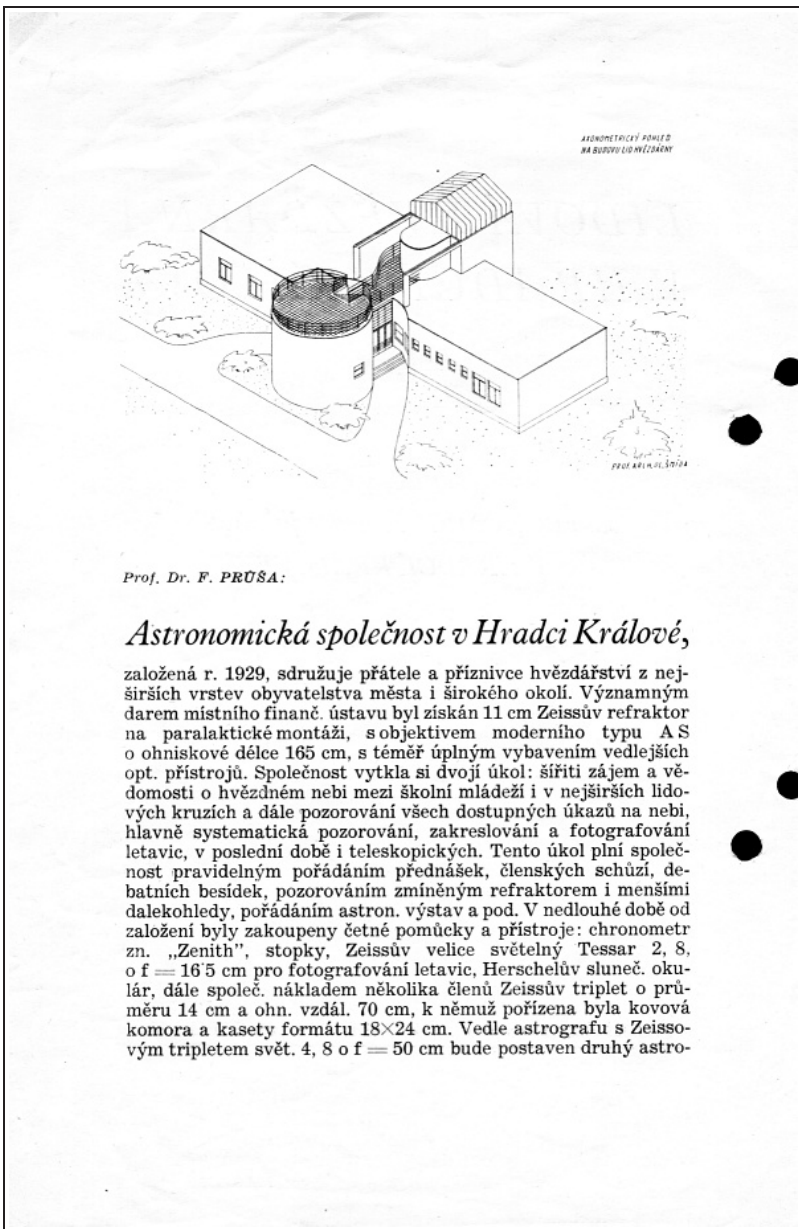 AXONOMETRICKÝ POHLED
NA BUDOVU LID HVĚZDÁRNY
PROF. ARCH. OL. ŠMÍDA
Prof. Dr. F. PRŮŠA:
Astronomická společnost v Hradci Králové,
založená r. 1929, sdružuje přátele a příznivce hvězdářství z nej-
širších vrstev obyvatelstva města i širokého okolí. Významným
darem místního finanč. ústavu byl získán 11 cm Zeissův refraktor
na paralaktické montáži, s objektivem moderního typu A S
o ohniskové délce 165 cm, s téměř úplným vybavením vedlejších
opt. přístrojů. Společnost vytkla si dvojí úkol: šířiti zájem a vě-
domosti o hvězdném nebi mezi školní mládeží i v nejširších lido-
vých kruzích a dále pozorování všech dostupných úkazů na nebi,
hlavně systematická pozorování, zakreslování a fotografování
letavic, v poslední době i teleskopických. Tento úkol plní společ-
nost pravidelným pořádáním přednášek, členských schůzí, de-
batních besídek, pozorováním zmíněným refraktorem i menšími
dalekohledy, pořádáním astron. výstav a pod. V nedlouhé době od
založení byly zakoupeny četné pomůcky a přístroje: chronometr
zn. „Zenith", stopky, Zeissův velice světelný Tessar 2, 8,
o f = 16·5 cm pro fotografování letavic, Herschelův sluneč. oku-
lár, dále společ. nákladem několika členů Zeissův triplet o prů-
měru 14 cm a ohn. vzdál. 70 cm, k němuž pořízena byla kovová
komora a kasety formátu 18×24 cm. Vedle astrografu s Zeisso-
vým tripletem svět. 4, 8 o f = 50 cm bude postaven druhý astro-